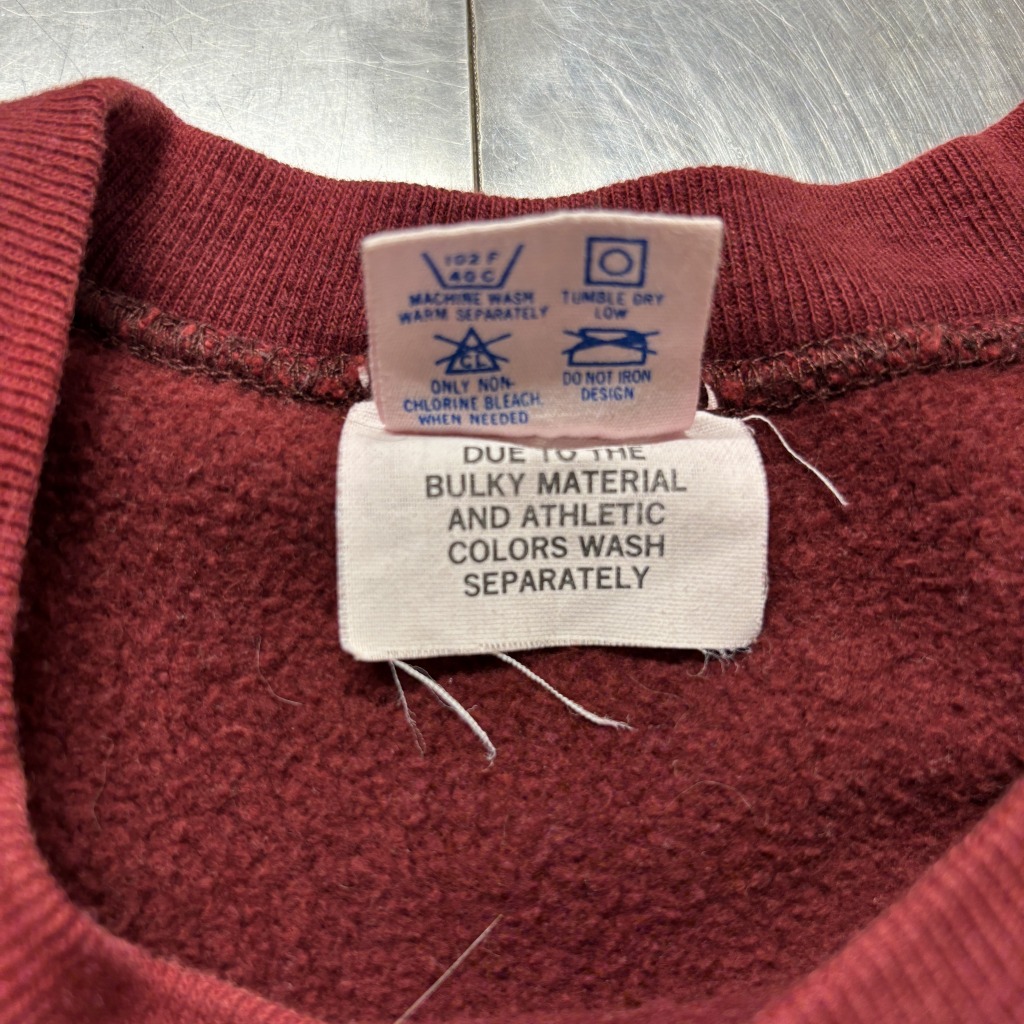 102 F
40 C
MACHINE WASH
WARM SEPARATELY
TUMBLE DRY
LOW
CL
ONLY NON-
CHLORINE BLEACH
WHEN NEEDED
DO NOT IRON
DESIGN
DUE TO THE
BULKY MATERIAL
AND ATHLETIC
COLORS WASH
SEPARATELY